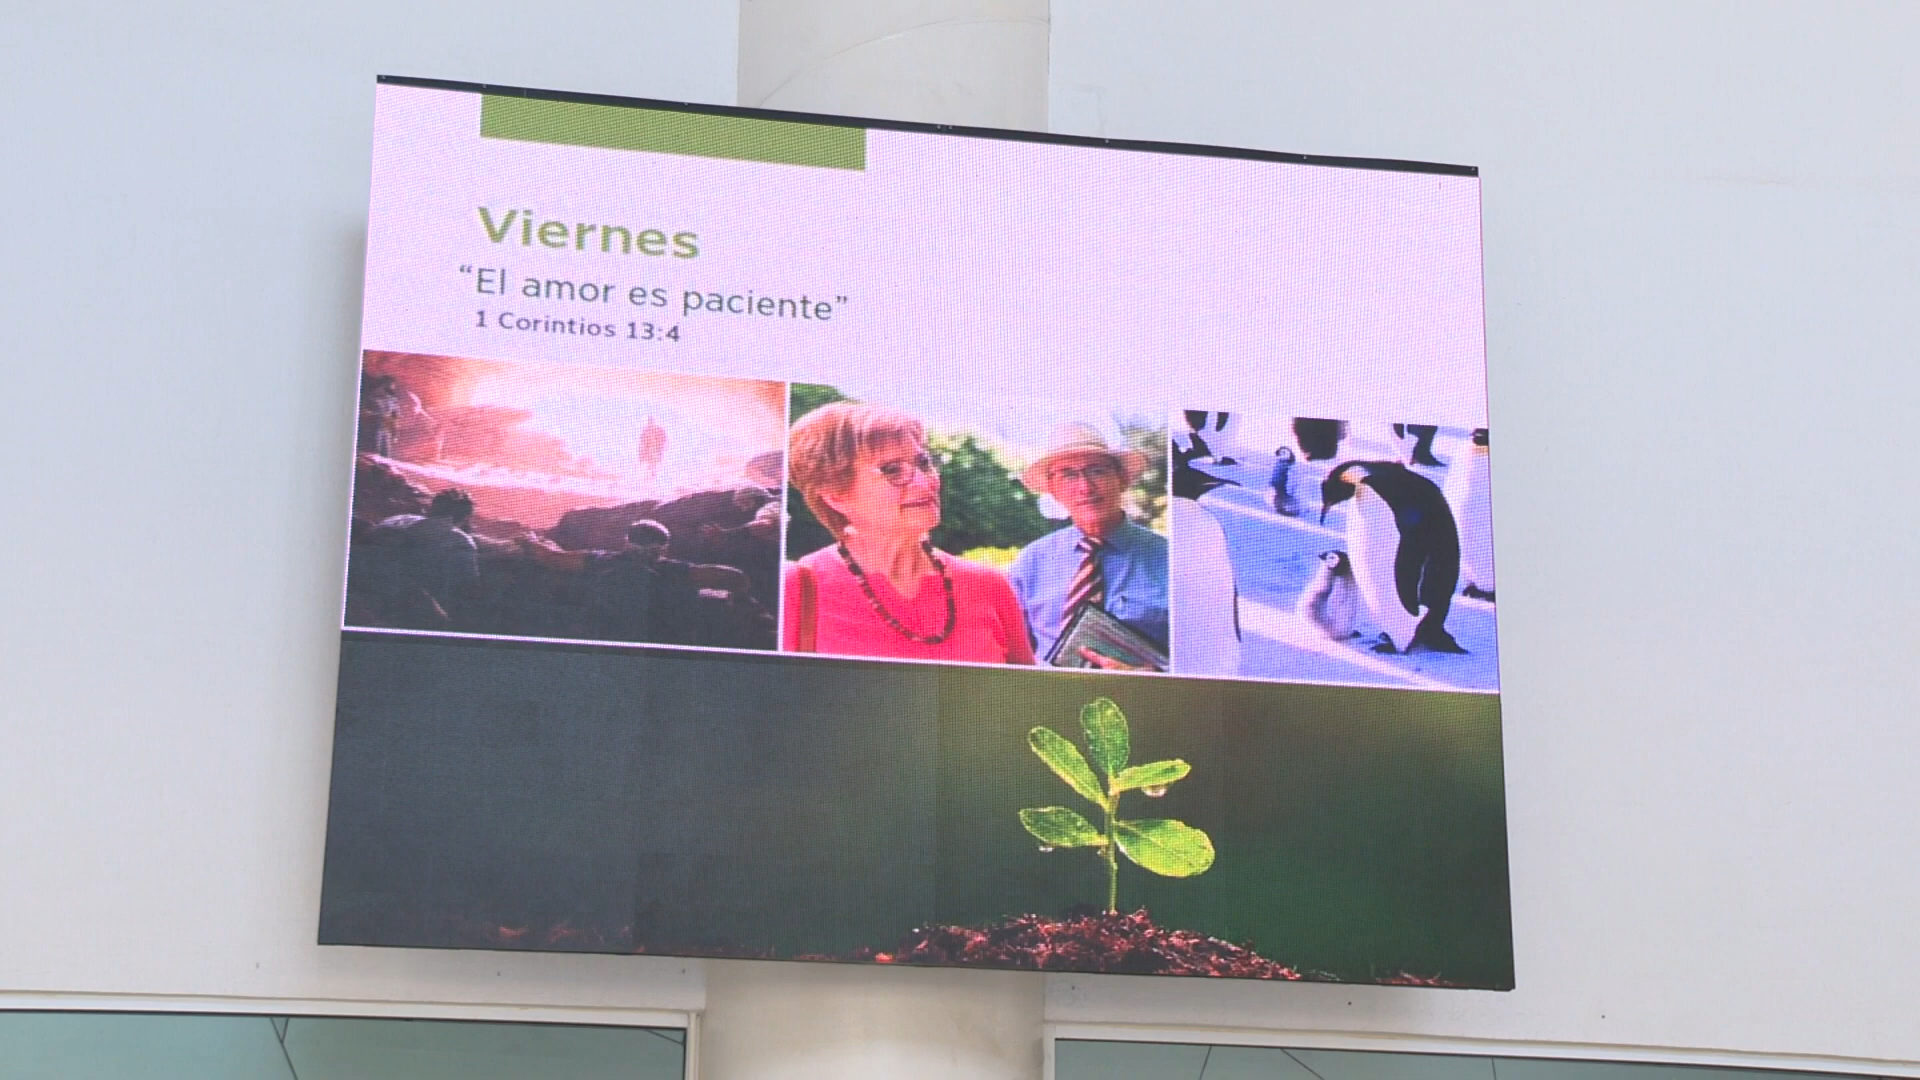 Viernes
“El amor es paciente”
1 Corintios 13:4